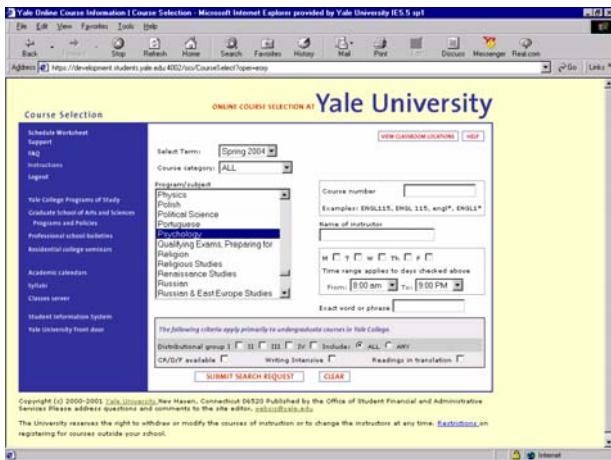 Yale Online Course Information | Course Selection - Microsoft Internet Explorer provided by Yale University IE5.5 sp1
File Edit View Favorites Tools Help
Back Stop Refresh Home Search Favorites History Mail Print Edit Discuss Messenger Real.com
Address https://development.students.yale.edu:4002/oci/CourseSelect?oper=easy Go Links
ONLINE COURSE SELECTION AT Yale University
Course Selection
VIEW CLASSROOM LOCATIONS HELP
Schedule Worksheet
Support
FAQ
Instructions
Logout
Yale College Programs of Study
Graduate School of Arts and Sciences
Programs and Policies
Professional school bulletins
Residential college seminars
Academic calendars
Syllabi
Classes server
Student Information System
Yale University front door
Select Term: Spring 2004
Course category: ALL
Program/subject
Physics
Polish
Political Science
Portuguese
Psychology
Qualifying Exams, Preparing for
Religion
Religious Studies
Renaissance Studies
Russian
Russian & East Europe Studies
Course number
Examples: ENGL115, ENGL 115, engl*, ENGL1*
Name of instructor
M T W Th F
Time range applies to days checked above
From: 8:00 am To: 9:00 PM
Exact word or phrase
The following criteria apply primarily to undergraduate courses in Yale College.
Distributional group I II III IV Include: ALL ANY
CR/D/F available Writing Intensive Readings in translation
SUBMIT SEARCH REQUEST CLEAR
Copyright (c) 2000-2001 Yale University New Haven, Connecticut 06520 Published by the Office of Student Financial and Administrative
Services Please address questions and comments to the site editor, websis@yale.edu
The University reserves the right to withdraw or modify the courses of instruction or to change the instructors at any time. Restrictions on
registering for courses outside your school.
Internet